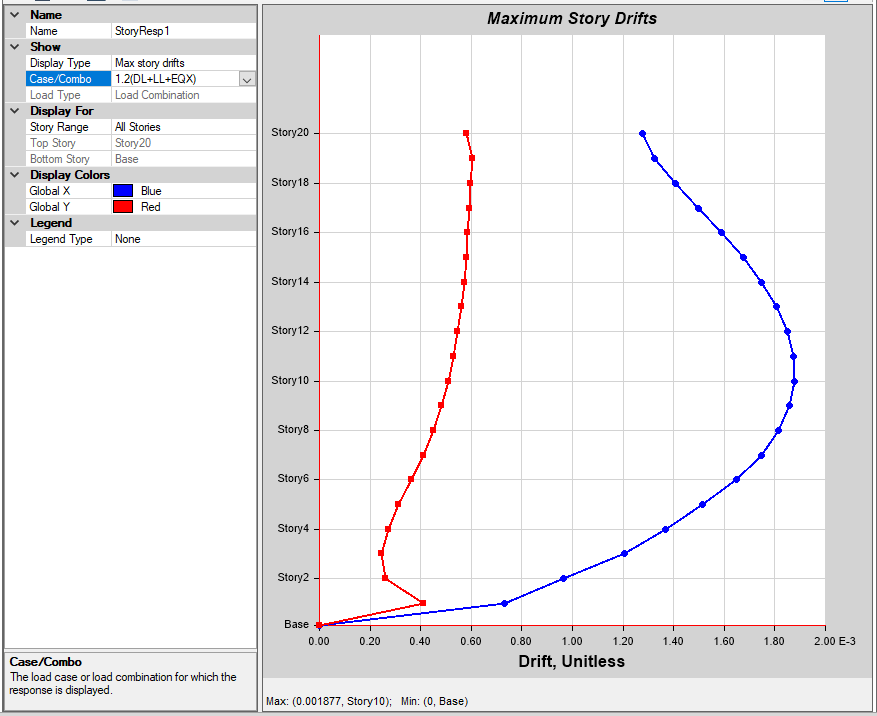 Name
Name StoryResp1
Show
Display Type Max story drifts
Case/Combo 1.2(DL+LL+EQX)
Load Type Load Combination
Display For
Story Range All Stories
Top Story Story20
Bottom Story Base
Display Colors
Global X Blue
Global Y Red
Legend
Legend Type None
Case/Combo
The load case or load combination for which the
response is displayed.
Maximum Story Drifts
Story20
Story18
Story16
Story14
Story12
Story10
Story8
Story6
Story4
Story2
Base
0.00 0.20 0.40 0.60 0.80 1.00 1.20 1.40 1.60 1.80 2.00 E-3
Drift, Unitless
Max: (0.001877, Story10); Min: (0, Base)